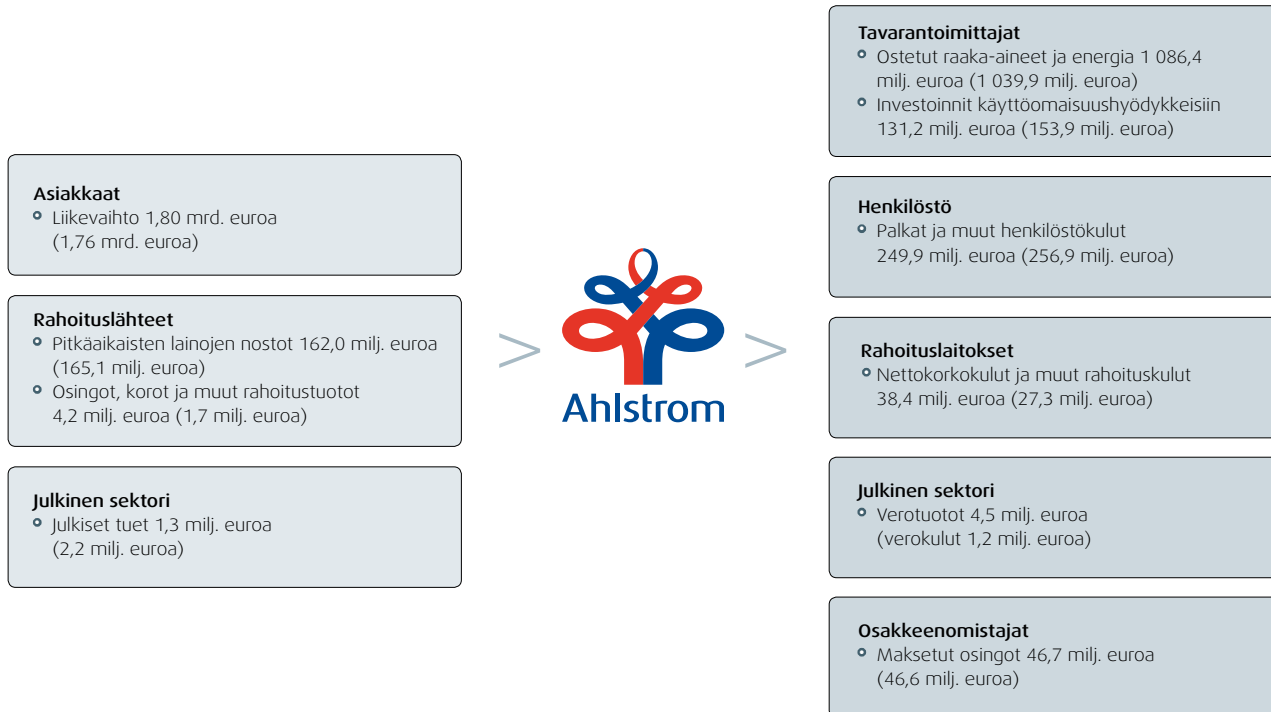 Asiakkaat
Liikevaihto 1,80 mrd. euroa
(1,76 mrd. euroa)
Rahoituslähteet
Pitkäaikaisten lainojen nostot 162,0 milj. euroa
(165,1 milj. euroa)
Osingot, korot ja muut rahoitustuotot
4,2 milj. euroa (1,7 milj. euroa)
Julkinen sektori
Julkiset tuet 1,3 milj. euroa
(2,2 milj. euroa)
>
Ahlstrom
>
Tavarantoimittajat
Ostetut raaka-aineet ja energia 1 086,4
milj. euroa (1 039,9 milj. euroa)
Investoinnit käyttöomaisuushyödykkeisiin
131,2 milj. euroa (153,9 milj. euroa)
Henkilöstö
Palkat ja muut henkilöstökulut
249,9 milj. euroa (256,9 milj. euroa)
Rahoituslaitokset
Nettokorkokulut ja muut rahoituskulut
38,4 milj. euroa (27,3 milj. euroa)
Julkinen sektori
Verotuotot 4,5 milj. euroa
(verokulut 1,2 milj. euroa)
Osakkeenomistajat
Maksetut osingot 46,7 milj. euroa
(46,6 milj. euroa)